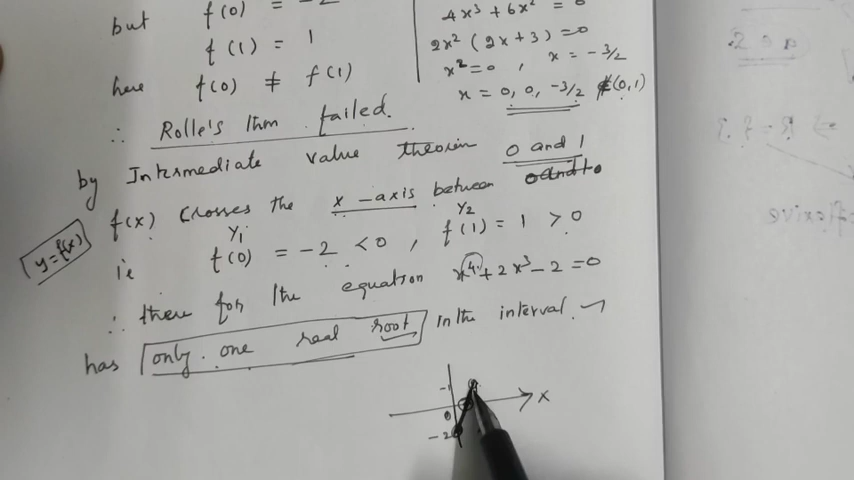 but f(0) = -2
f(1) = 1
here f(0) ≠ f(1)
∴ Rolle's thm failed.
4x³ + 6x² = 0
2x² (2x+3) = 0
x² = 0 , x = -3/2
x = 0, 0, -3/2 ∉ (0,1)
by Intermediate value theorem 0 and 1
f(x) crosses the x-axis between
y=f(x)
ie f(0) = -2 < 0 , f(1) = 1 > 0
Y1 Y2
∴ there for the equation x⁴ + 2x³ - 2 = 0
has only one real root in the interval.
-1
0
-2
X